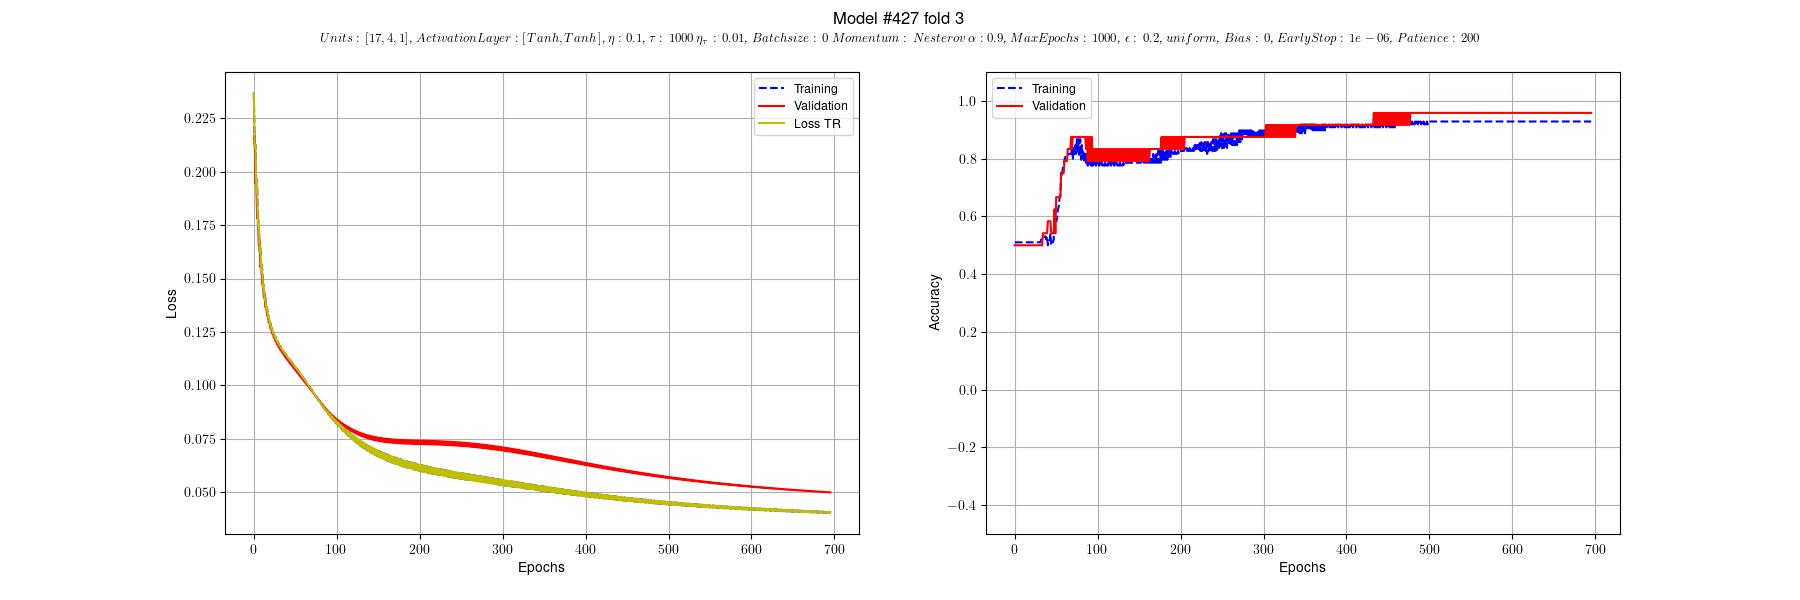 Model #427 fold 3
Units : [17, 4, 1], ActivationLayer : [Tanh, Tanh], η : 0.1, τ : 1000 η_τ : 0.01, Batchsize : 0 Momentum : Nesterov α : 0.9, MaxEpochs : 1000, ϵ : 0.2, uniform, Bias : 0, EarlyStop : 1e − 06, Patience : 200
Training
Validation
Loss TR
0.225
0.200
0.175
0.150
0.125
0.100
0.075
0.050
Loss
0 100 200 300 400 500 600 700
Epochs
Training
Validation
1.0
0.8
0.6
0.4
0.2
0.0
−0.2
−0.4
Accuracy
0 100 200 300 400 500 600 700
Epochs